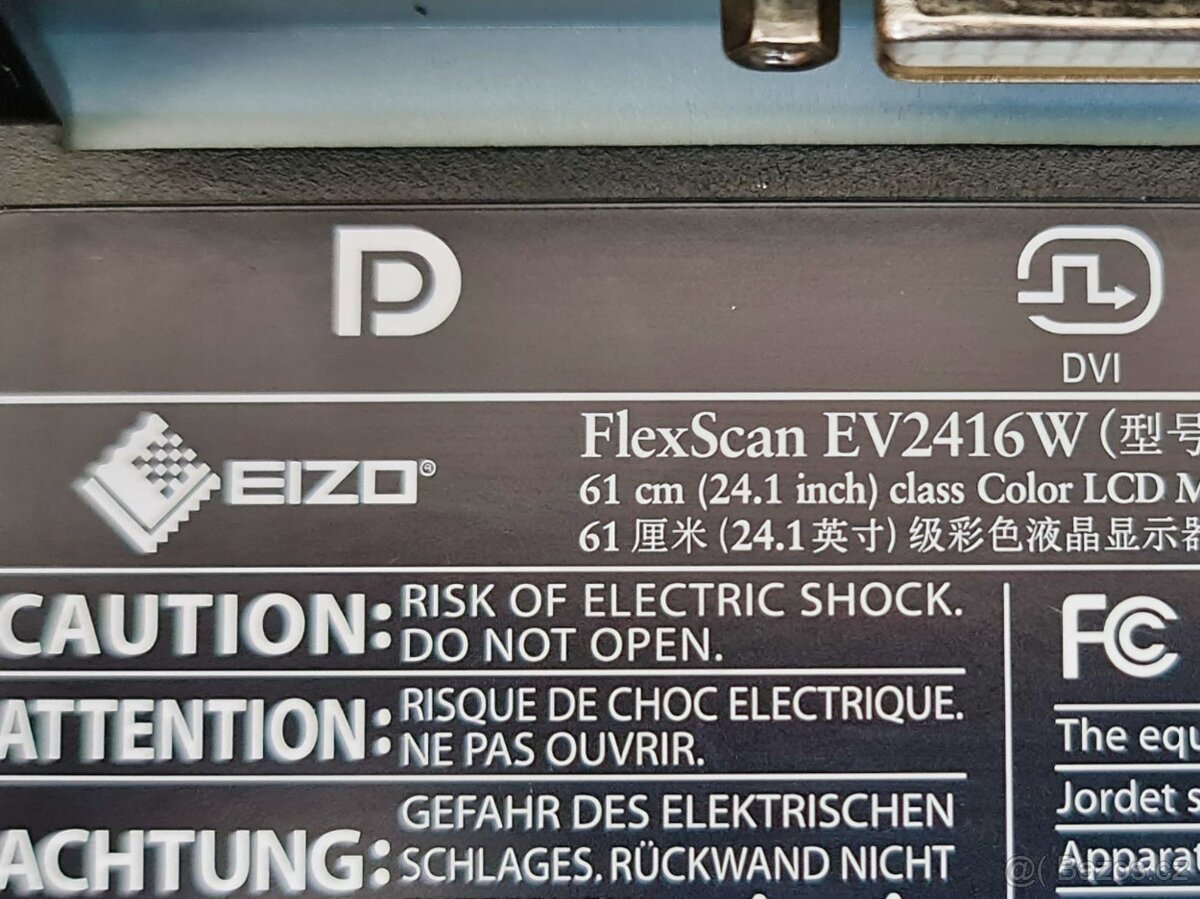 DVI
EIZO®
FlexScan EV2416W (型号
61 cm (24.1 inch) class Color LCD M
61 厘米 (24.1英寸) 级彩色液晶显示器
CAUTION: RISK OF ELECTRIC SHOCK.
DO NOT OPEN.
ATTENTION: RISQUE DE CHOC ELECTRIQUE.
NE PAS OUVRIR.
ACHTUNG: GEFAHR DES ELEKTRISCHEN
SCHLAGES. RÜCKWAND NICHT
FC
The equ
Jordet s
Apparat
Bazos.cz